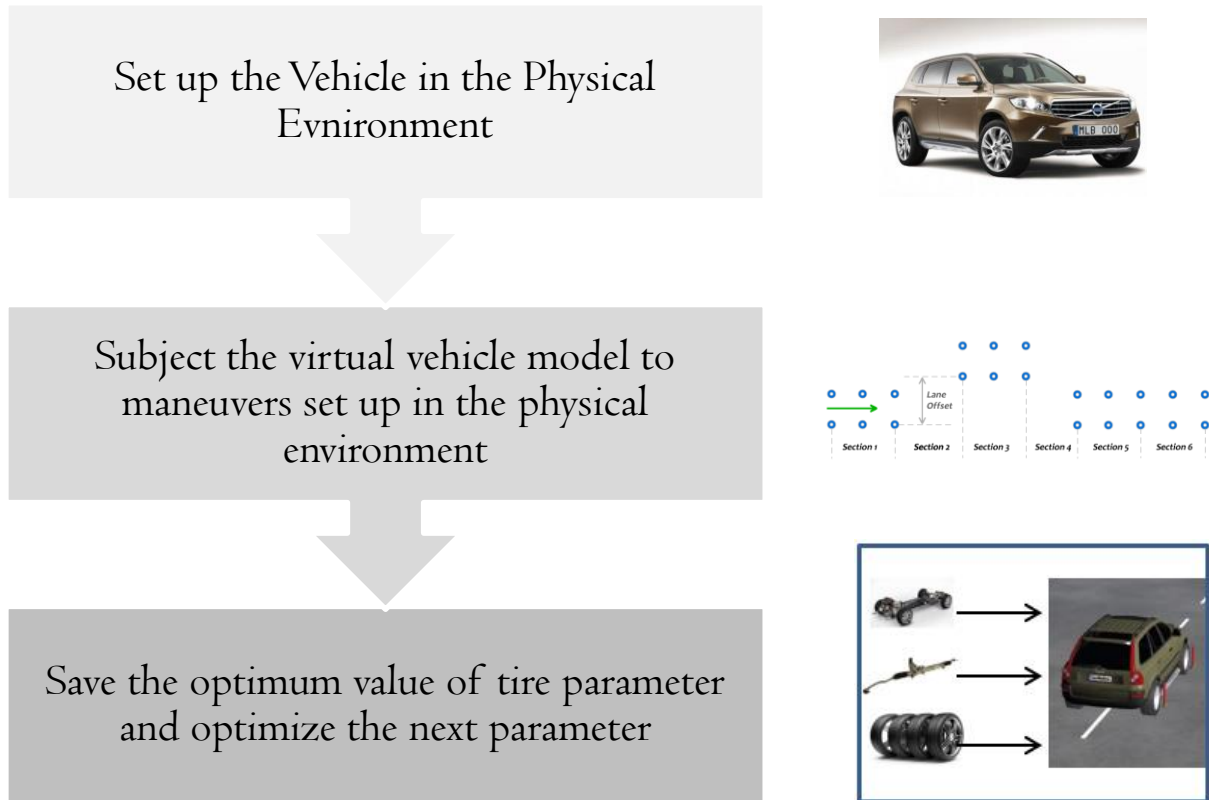 Set up the Vehicle in the Physical
Evnironment
MLB 000
Subject the virtual vehicle model to
maneuvers set up in the physical
environment
Lane
Offset
Section 1 Section 2 Section 3 Section 4 Section 5 Section 6
Save the optimum value of tire parameter
and optimize the next parameter